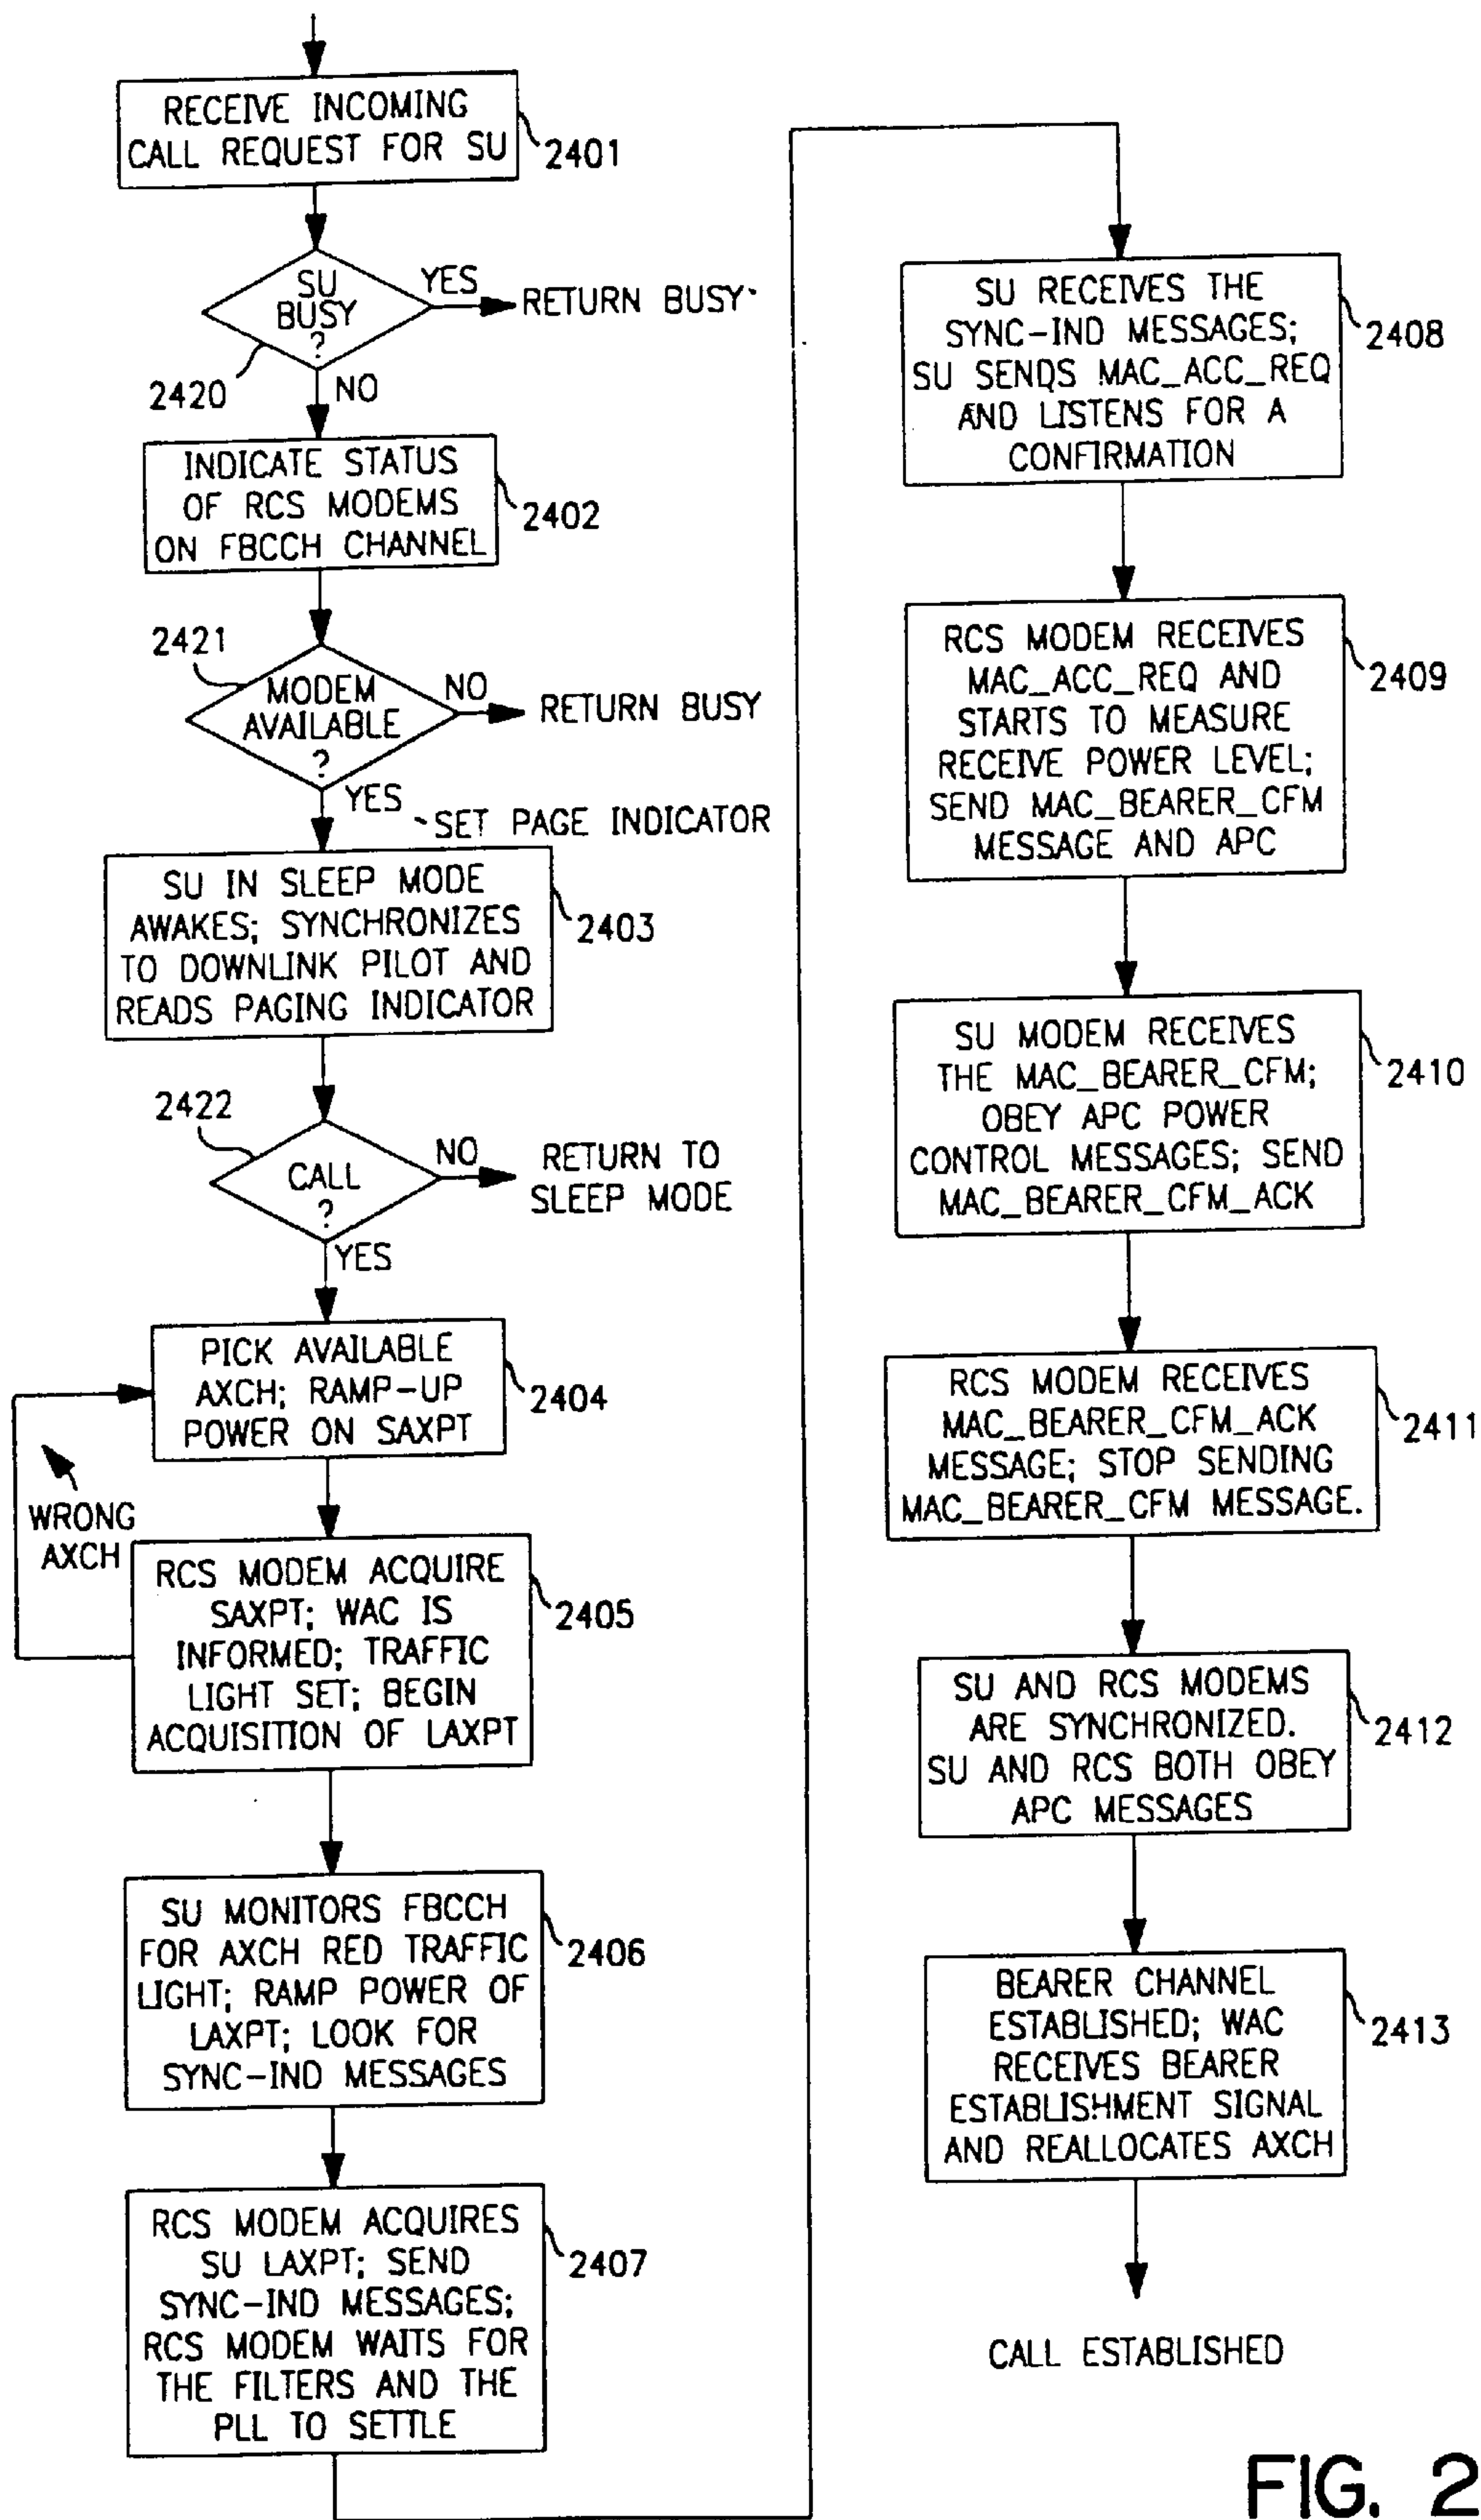 RECEIVE INCOMING
CALL REQUEST FOR SU
2401
SU
BUSY
?
YES
RETURN BUSY
2420
NO
INDICATE STATUS
OF RCS MODEMS
ON FBCCH CHANNEL
2402
2421
MODEM
AVAILABLE
?
NO
RETURN BUSY
YES
SET PAGE INDICATOR
SU IN SLEEP MODE
AWAKES; SYNCHRONIZES
TO DOWNLINK PILOT AND
READS PAGING INDICATOR
2403
2422
CALL
?
NO
RETURN TO
SLEEP MODE
YES
PICK AVAILABLE
AXCH; RAMP-UP
POWER ON SAXPT
2404
WRONG
AXCH
RCS MODEM ACQUIRE
SAXPT; WAC IS
INFORMED; TRAFFIC
LIGHT SET; BEGIN
ACQUISITION OF LAXPT
2405
SU MONITORS FBCCH
FOR AXCH RED TRAFFIC
LIGHT; RAMP POWER OF
LAXPT; LOOK FOR
SYNC-IND MESSAGES
2406
RCS MODEM ACQUIRES
SU LAXPT; SEND
SYNC-IND MESSAGES;
RCS MODEM WAITS FOR
THE FILTERS AND THE
PLL TO SETTLE
2407
SU RECEIVES THE
SYNC-IND MESSAGES;
SU SENDS MAC_ACC_REQ
AND LISTENS FOR A
CONFIRMATION
2408
RCS MODEM RECEIVES
MAC_ACC_REQ AND
STARTS TO MEASURE
RECEIVE POWER LEVEL;
SEND MAC_BEARER_CFM
MESSAGE AND APC
2409
SU MODEM RECEIVES
THE MAC_BEARER_CFM;
OBEY APC POWER
CONTROL MESSAGES; SEND
MAC_BEARER_CFM_ACK
2410
RCS MODEM RECEIVES
MAC_BEARER_CFM_ACK
MESSAGE; STOP SENDING
MAC_BEARER_CFM MESSAGE.
2411
SU AND RCS MODEMS
ARE SYNCHRONIZED.
SU AND RCS BOTH OBEY
APC MESSAGES
2412
BEARER CHANNEL
ESTABLISHED; WAC
RECEIVES BEARER
ESTABLISHMENT SIGNAL
AND REALLOCATES AXCH
2413
CALL ESTABLISHED
FIG. 2